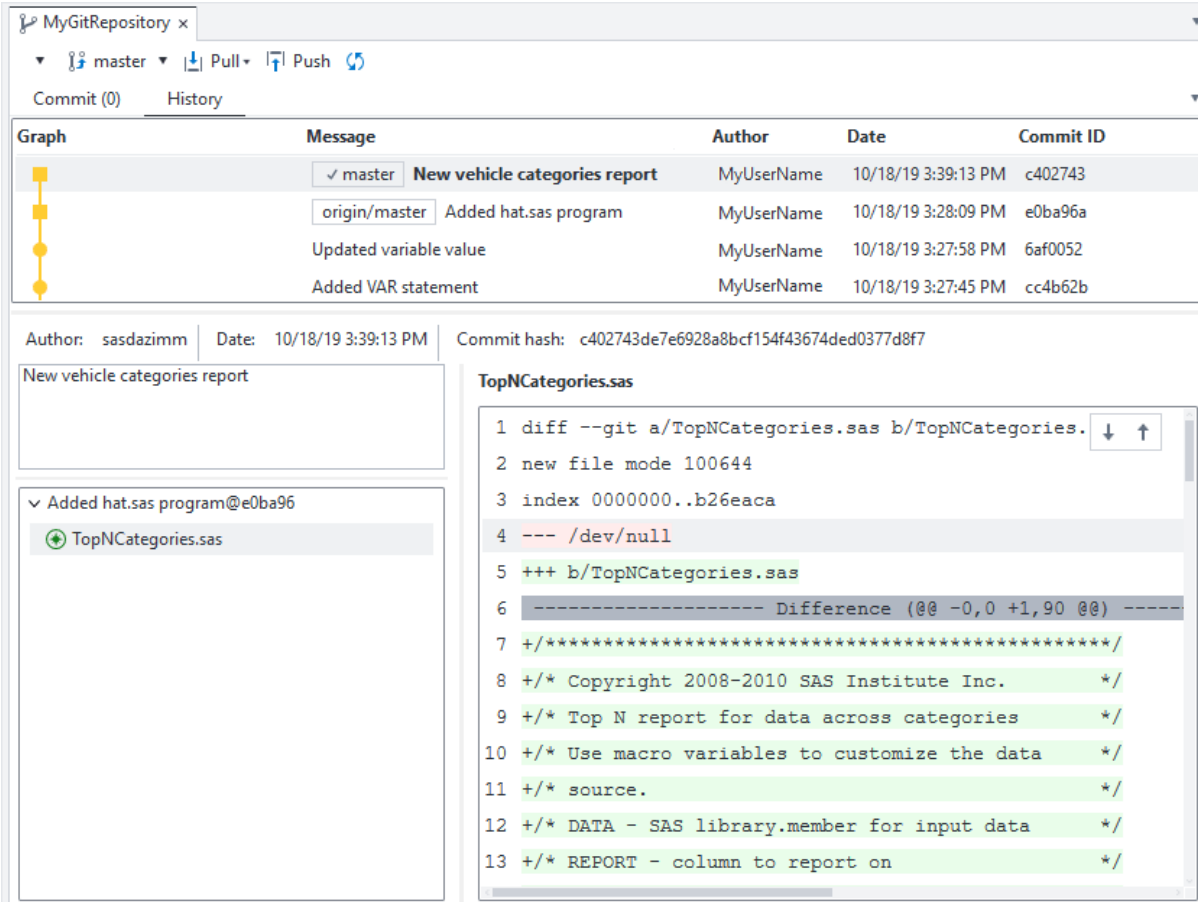 MyGitRepository ×
master Pull Push
Commit (0) History
Graph Message Author Date Commit ID
✓ master New vehicle categories report MyUserName 10/18/19 3:39:13 PM c402743
origin/master Added hat.sas program MyUserName 10/18/19 3:28:09 PM e0ba96a
Updated variable value MyUserName 10/18/19 3:27:58 PM 6af0052
Added VAR statement MyUserName 10/18/19 3:27:45 PM cc4b62b
Author: sasdazimm Date: 10/18/19 3:39:13 PM Commit hash: c402743de7e6928a8bcf154f43674ded0377d8f7
New vehicle categories report
Added hat.sas program@e0ba96
TopNCategories.sas
TopNCategories.sas
1 diff --git a/TopNCategories.sas b/TopNCategories.
2 new file mode 100644
3 index 0000000..b26eaca
4 --- /dev/null
5 +++ b/TopNCategories.sas
6 -------------------- Difference (@@ -0,0 +1,90 @@) ------
7 +/*************************************************/
8 +/* Copyright 2008-2010 SAS Institute Inc. */
9 +/* Top N report for data across categories */
10 +/* Use macro variables to customize the data */
11 +/* source. */
12 +/* DATA - SAS library.member for input data */
13 +/* REPORT - column to report on */